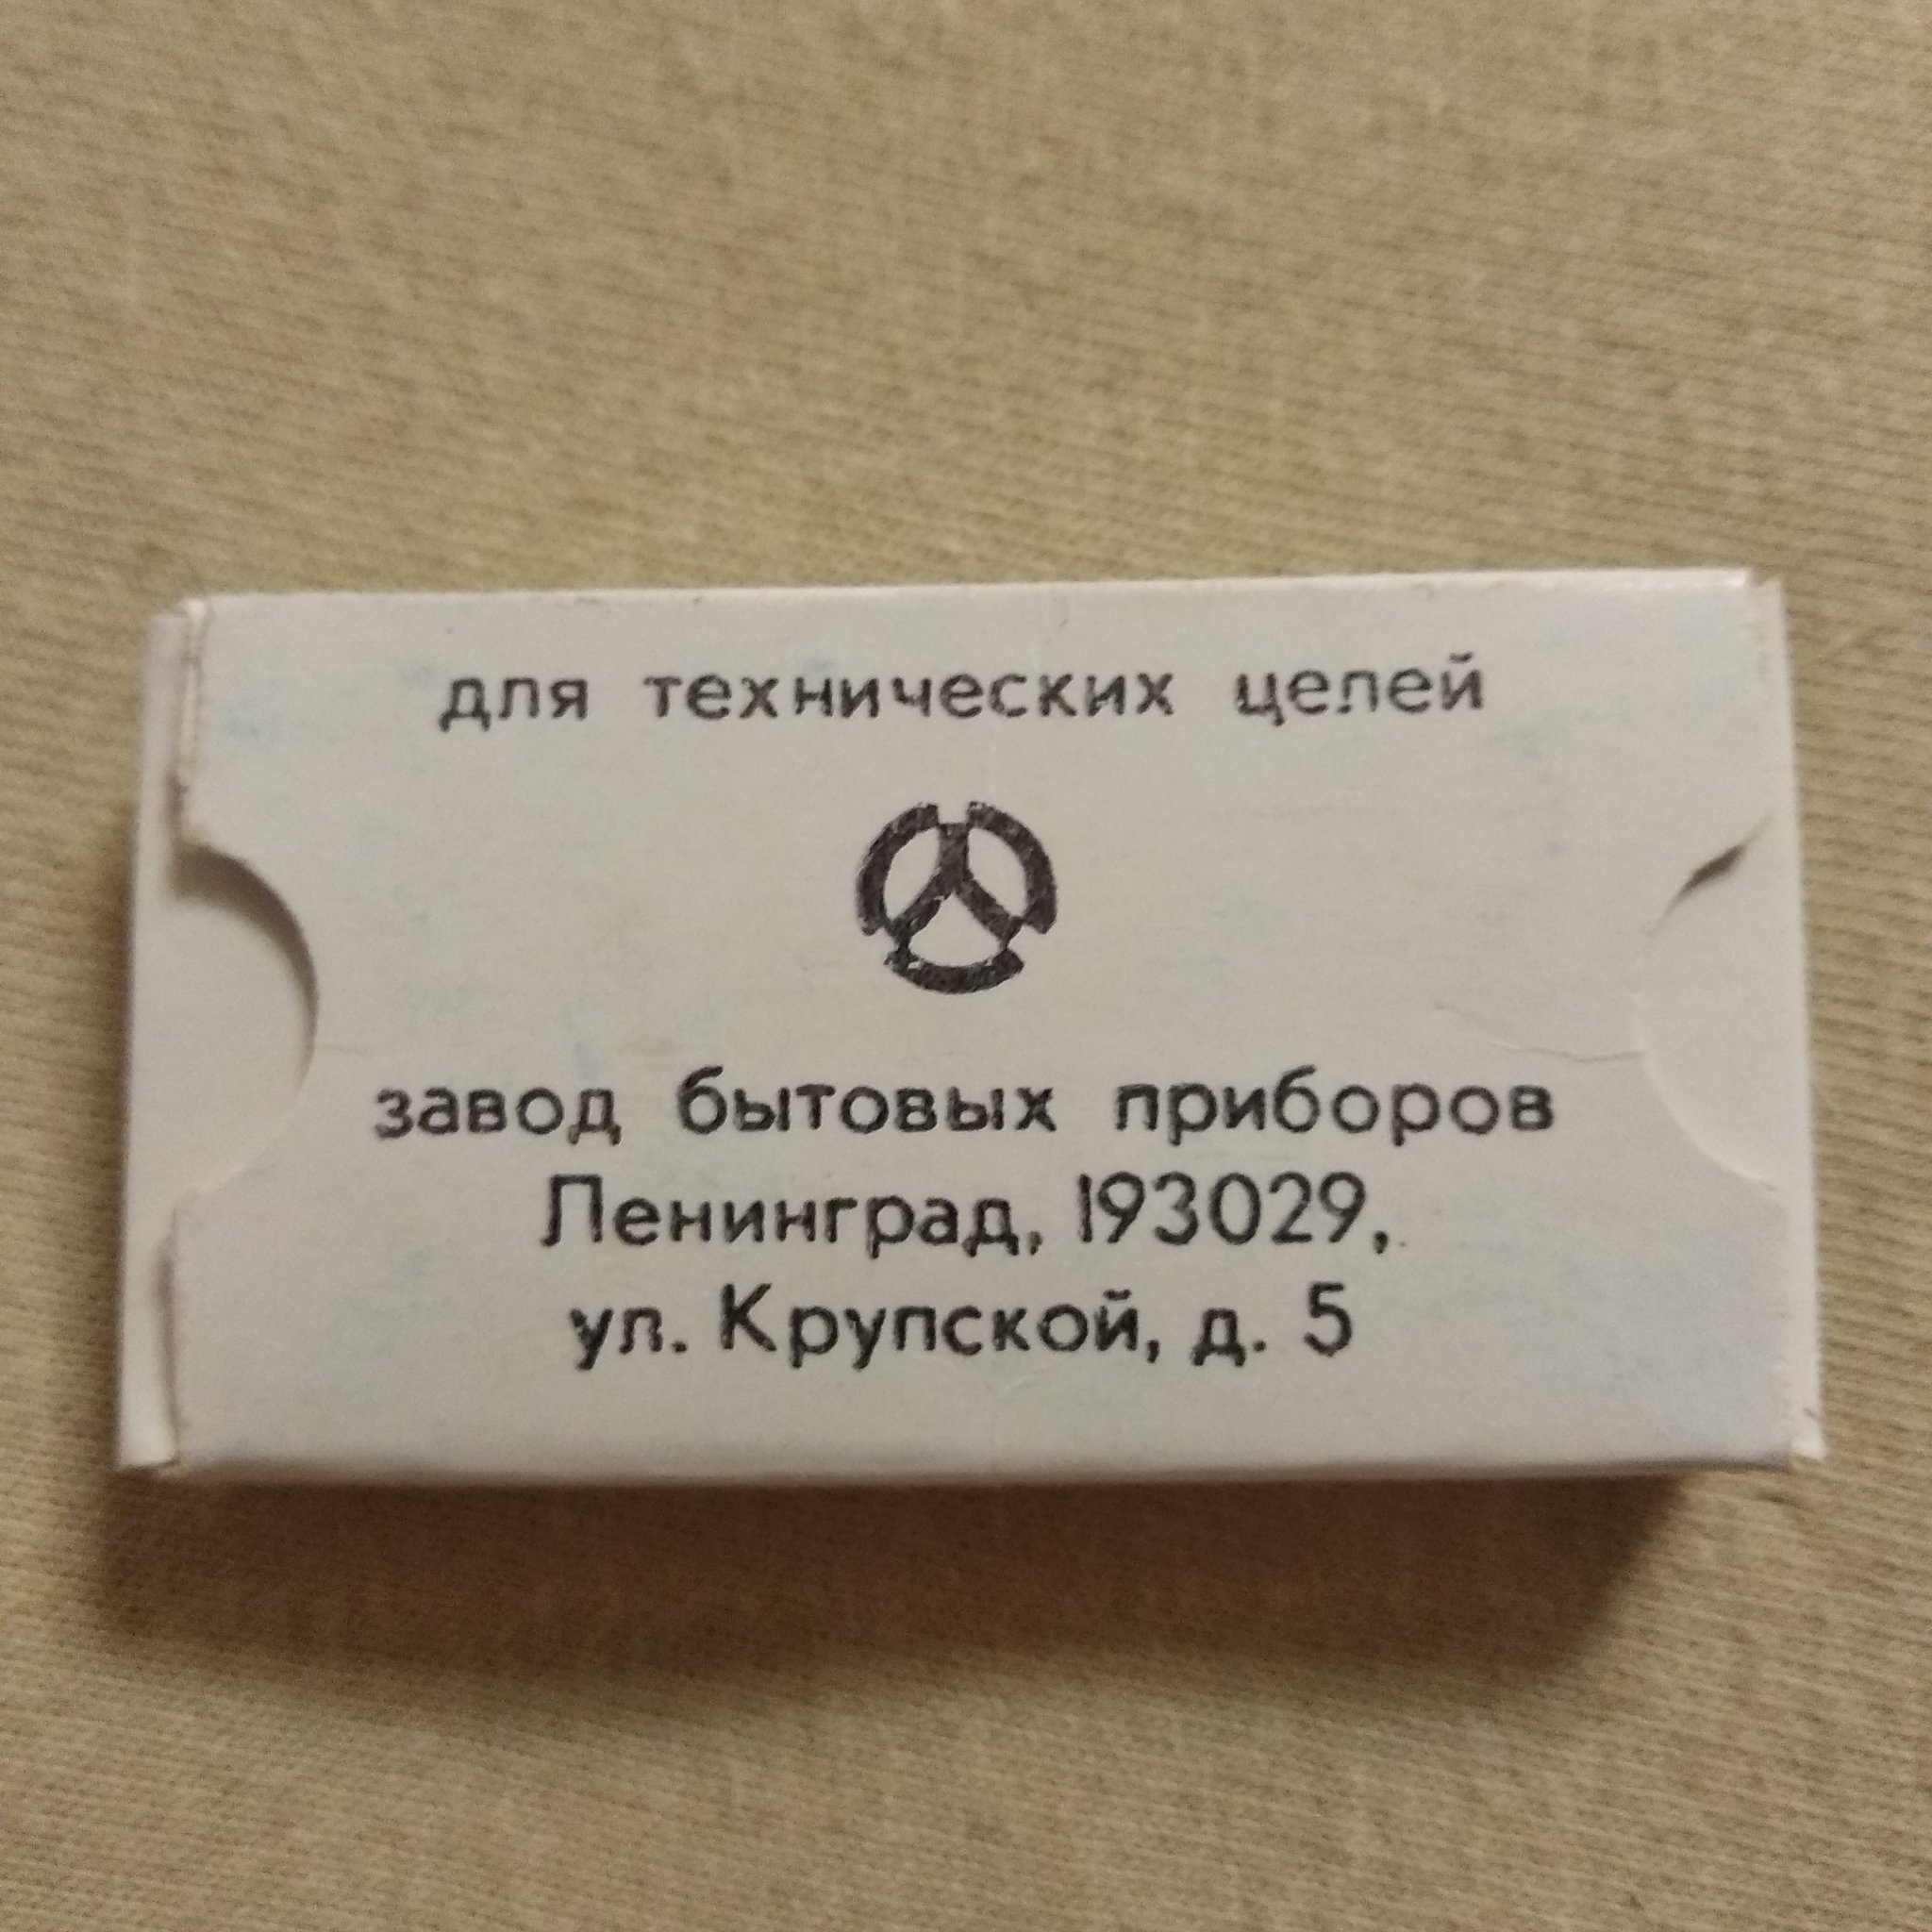 для технических целей
завод бытовых приборов
Ленинград, 193029,
ул. Крупской, д. 5